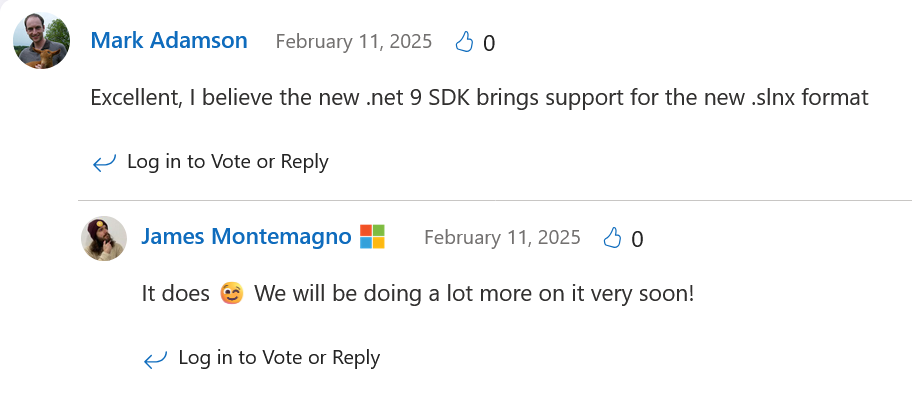 Mark Adamson February 11, 2025 0
Excellent, I believe the new .net 9 SDK brings support for the new .slnx format
Log in to Vote or Reply
James Montemagno February 11, 2025 0
It does 😉 We will be doing a lot more on it very soon!
Log in to Vote or Reply